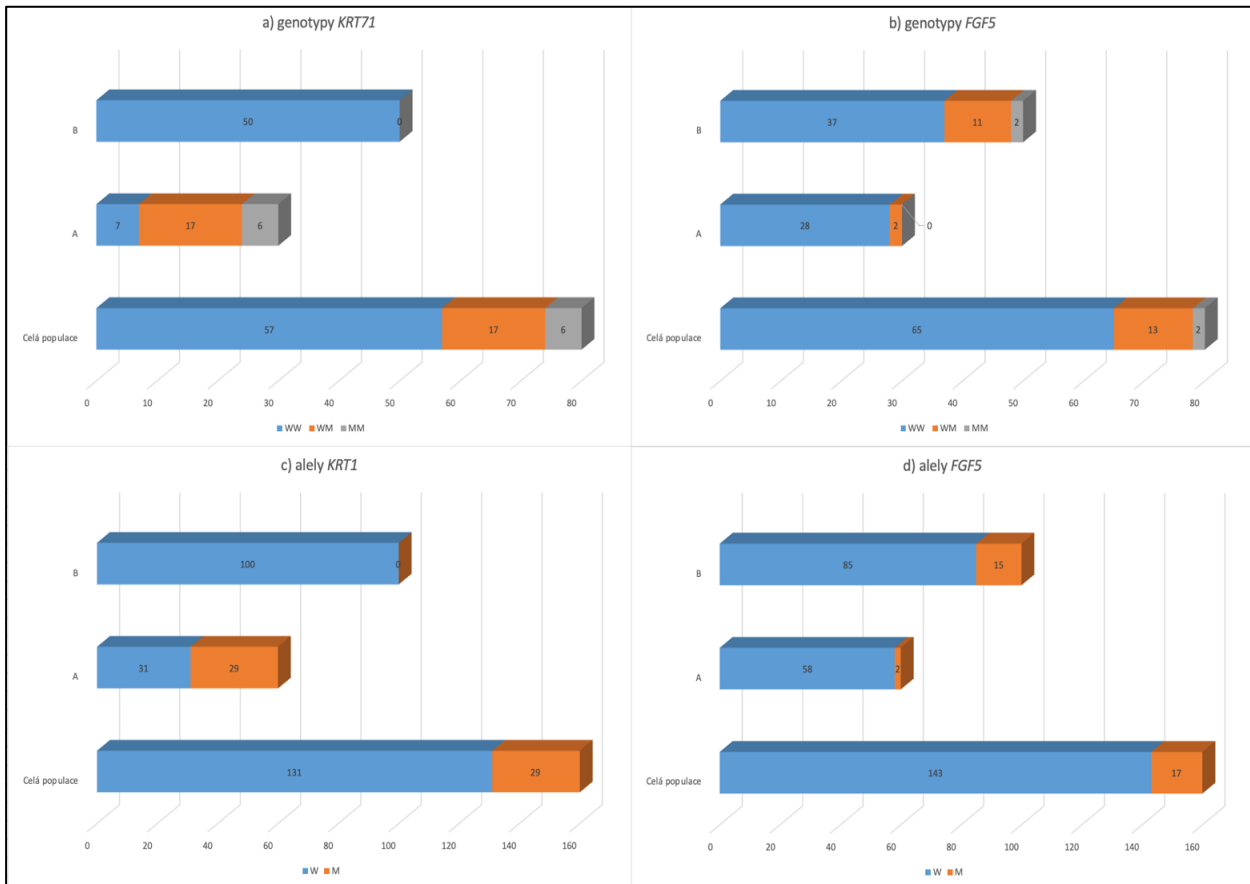 a) genotypy KRT71
B
50
0
A
7
17
6
Celá populace
57
17
6
0 10 20 30 40 50 60 70 80
WW WM MM
b) genotypy FGF5
B
37
11
2
A
28
2
0
Celá populace
65
13
2
0 10 20 30 40 50 60 70 80
WW WM MM
c) alely KRT1
B
100
0
A
31
29
Celá populace
131
29
0 20 40 60 80 100 120 140 160
W M
d) alely FGF5
B
85
15
A
58
2
Celá populace
143
17
0 20 40 60 80 100 120 140 160
W M